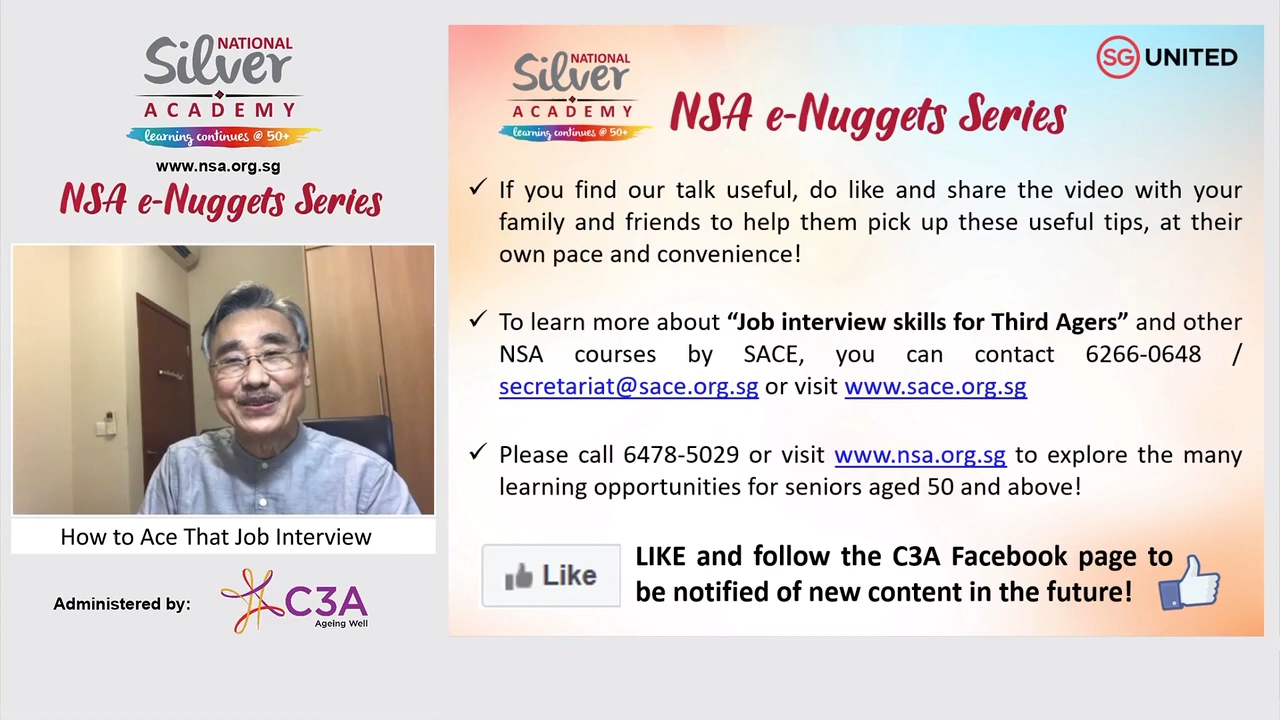 NATIONAL
Silver
ACADEMY
learning continues @ 50+
www.nsa.org.sg
NSA e-Nuggets Series
How to Ace That Job Interview
Administered by:
C3A
Ageing Well
NATIONAL
Silver
ACADEMY
learning continues @ 50+
NSA e-Nuggets Series
SG UNITED
✓ If you find our talk useful, do like and share the video with your
family and friends to help them pick up these useful tips, at their
own pace and convenience!
✓ To learn more about “Job interview skills for Third Agers” and other
NSA courses by SACE, you can contact 6266-0648 /
secretariat@sace.org.sg or visit www.sace.org.sg
✓ Please call 6478-5029 or visit www.nsa.org.sg to explore the many
learning opportunities for seniors aged 50 and above!
Like
LIKE and follow the C3A Facebook page to
be notified of new content in the future!